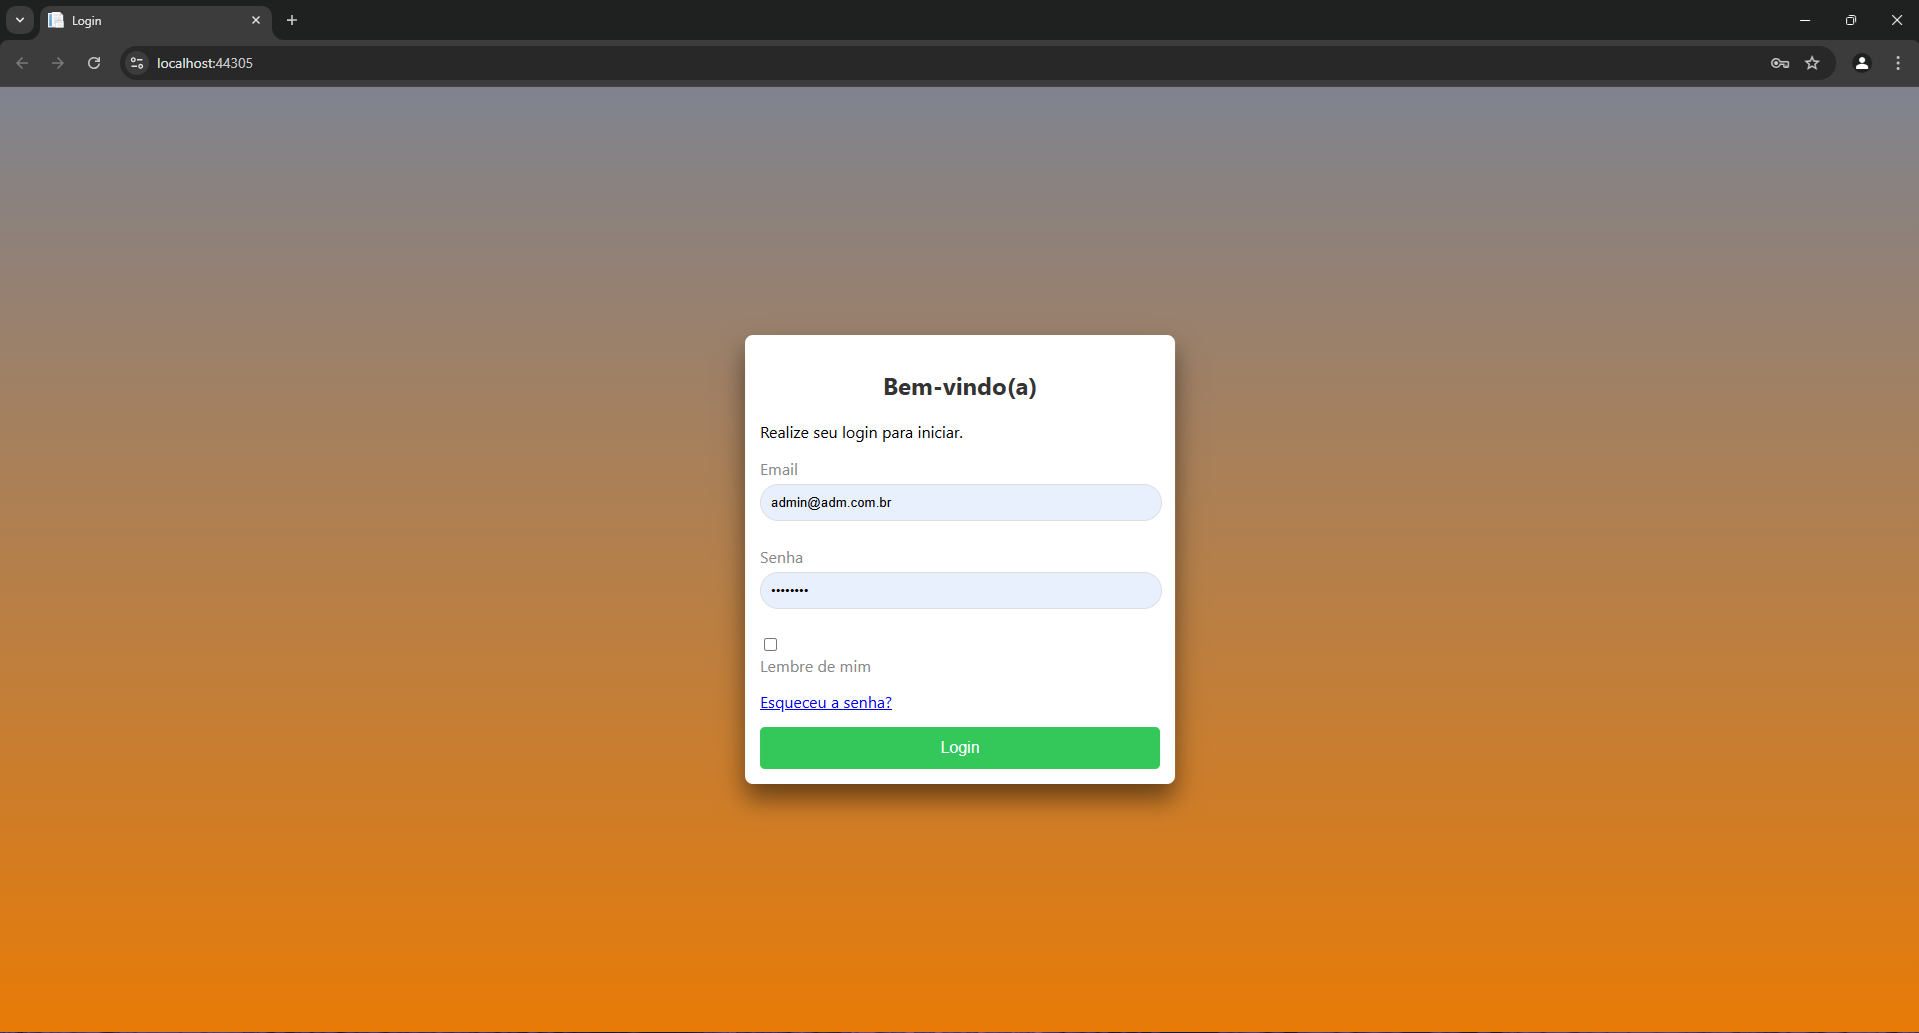 Login
localhost:44305
Bem-vindo(a)
Realize seu login para iniciar.
Email
admin@adm.com.br
Senha
••••••••
Lembre de mim
Esqueceu a senha?
Login